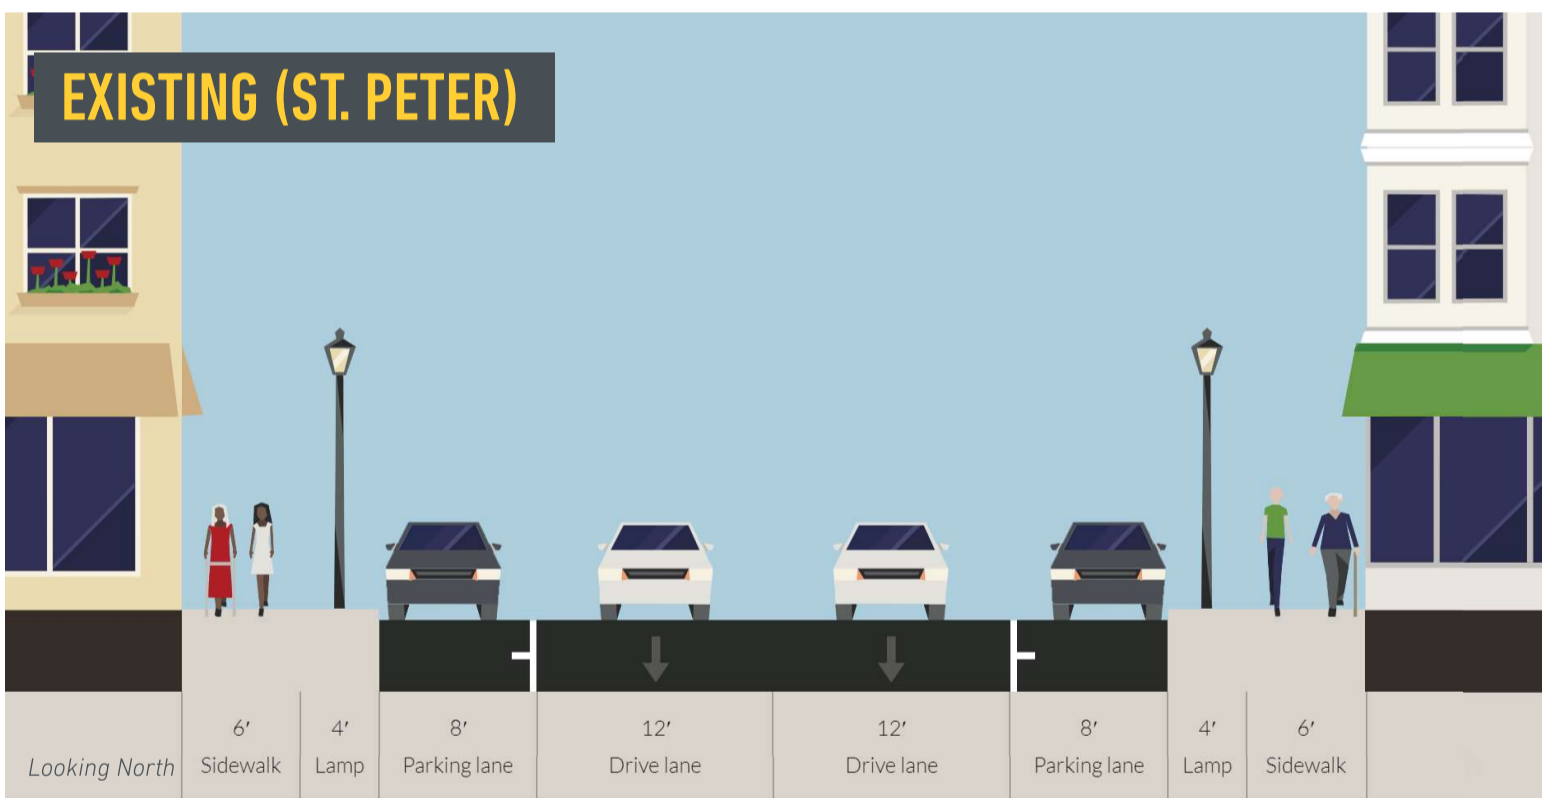 EXISTING (ST. PETER)
6′ 4′ 8′ 12′ 12′ 8′ 4′ 6′
Looking North Sidewalk Lamp Parking lane Drive lane Drive lane Parking lane Lamp Sidewalk